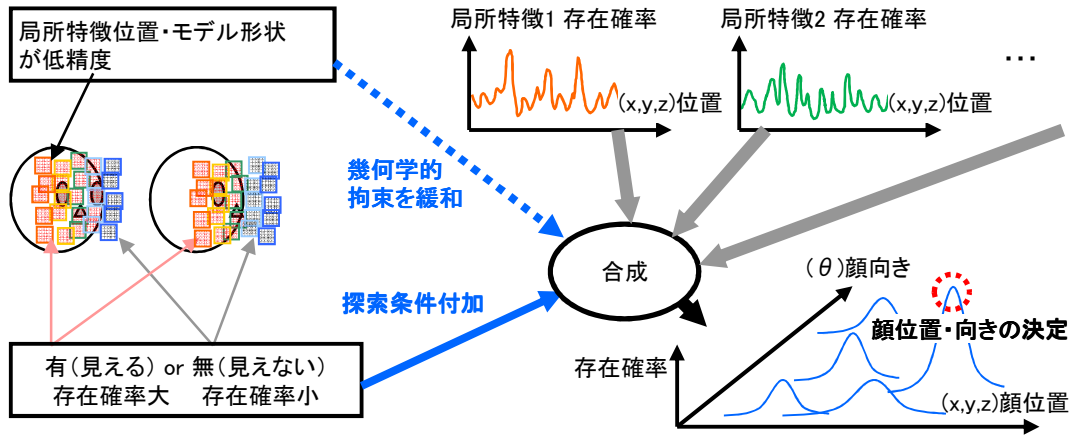 局所特徴位置・モデル形状
が低精度
局所特徴1 存在確率
(x,y,z)位置
局所特徴2 存在確率
(x,y,z)位置
…
幾何学的
拘束を緩和
合成
探索条件付加
有(見える) or 無(見えない)
存在確率大 存在確率小
(θ)顔向き
顔位置・向きの決定
存在確率
(x,y,z)顔位置